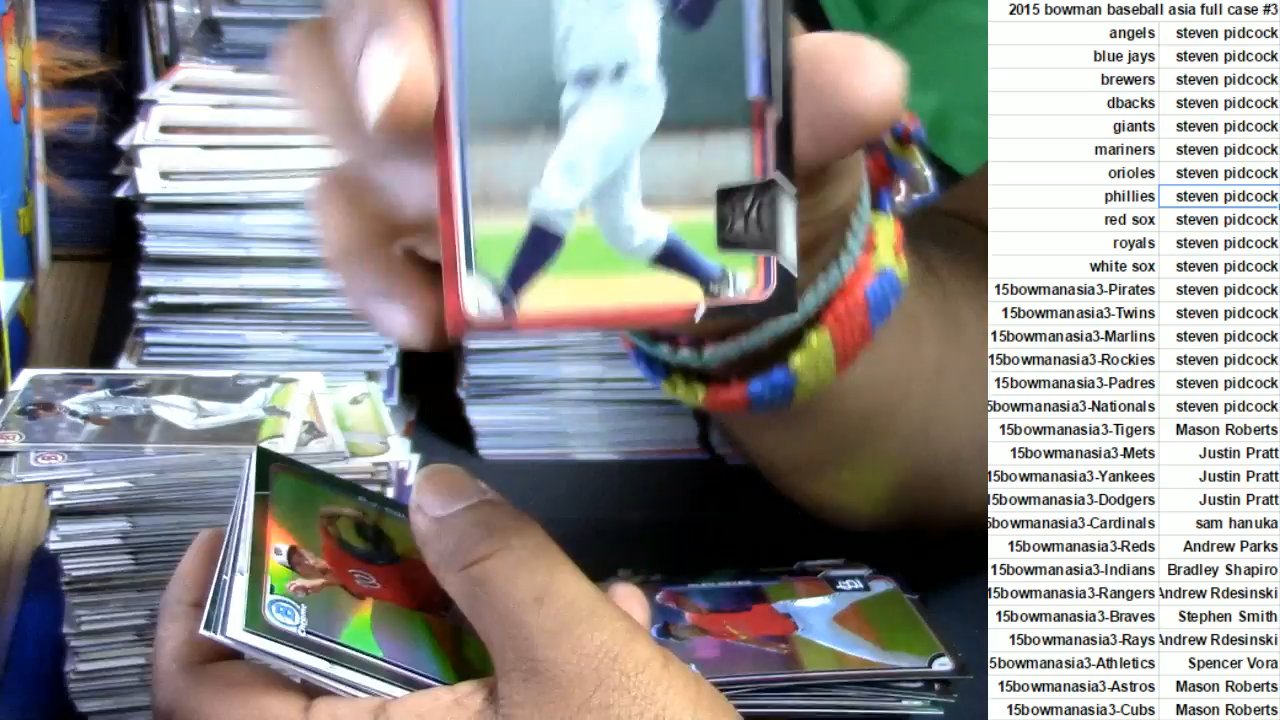 2015 bowman baseball asia full case #3
angels steven pidcock
blue jays steven pidcock
brewers steven pidcock
dbacks steven pidcock
giants steven pidcock
mariners steven pidcock
orioles steven pidcock
phillies steven pidcock
red sox steven pidcock
royals steven pidcock
white sox steven pidcock
15bowmanasia3-Pirates steven pidcock
15bowmanasia3-Twins steven pidcock
15bowmanasia3-Marlins steven pidcock
15bowmanasia3-Rockies steven pidcock
15bowmanasia3-Padres steven pidcock
5bowmanasia3-Nationals steven pidcock
15bowmanasia3-Tigers Mason Roberts
15bowmanasia3-Mets Justin Pratt
15bowmanasia3-Yankees Justin Pratt
15bowmanasia3-Dodgers Justin Pratt
5bowmanasia3-Cardinals sam hanuka
15bowmanasia3-Reds Andrew Parks
15bowmanasia3-Indians Bradley Shapiro
15bowmanasia3-Rangers Andrew Rdesinski
15bowmanasia3-Braves Stephen Smith
15bowmanasia3-Rays Andrew Rdesinski
5bowmanasia3-Athletics Spencer Vora
15bowmanasia3-Astros Mason Roberts
15bowmanasia3-Cubs Mason Roberts